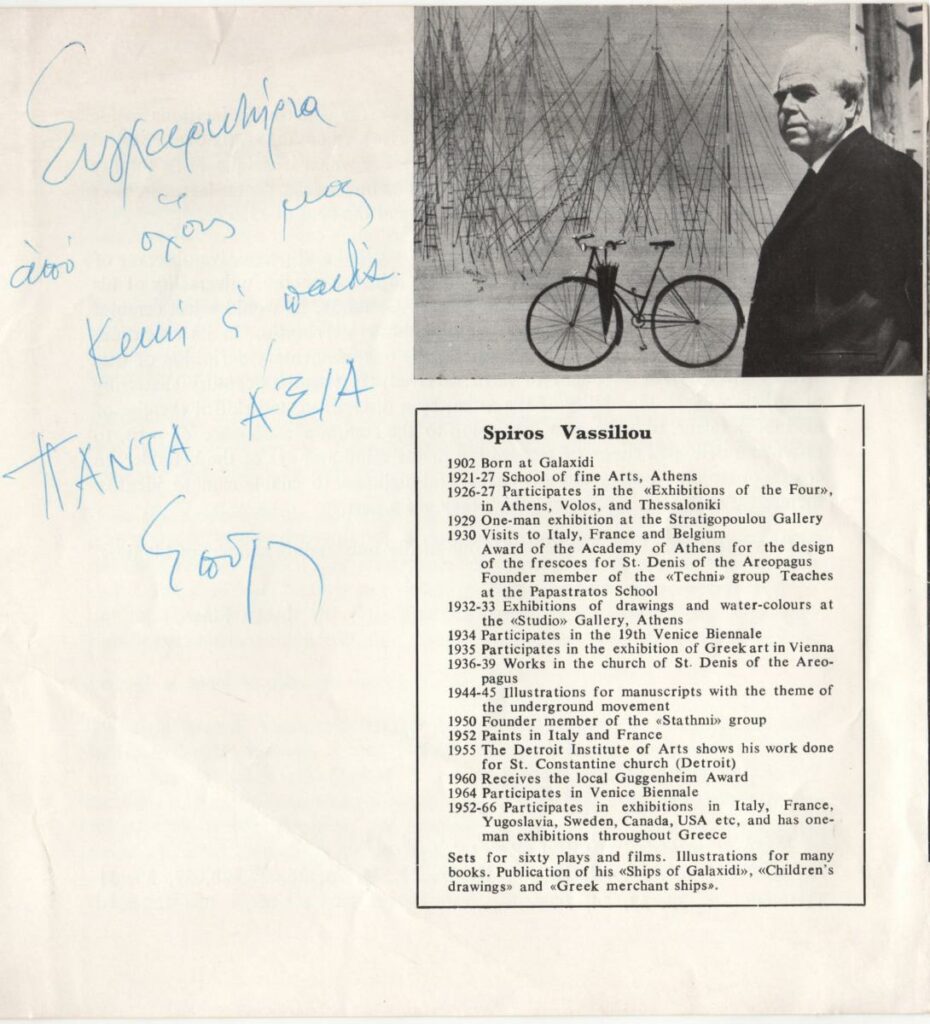 Συγχαρητήρια
ἀπό ὅλους μας
ΠΑΝΤΑ ΑΞΙΑ
Spiros Vassiliou
1902 Born at Galaxidi
1921-27 School of fine Arts, Athens
1926-27 Participates in the «Exhibitions of the Four»,
in Athens, Volos, and Thessaloniki
1929 One-man exhibition at the Stratigopoulou Gallery
1930 Visits to Italy, France and Belgium
Award of the Academy of Athens for the design
of the frescoes for St. Denis of the Areopagus
Founder member of the «Techni» group Teaches
at the Papastratos School
1932-33 Exhibitions of drawings and water-colours at
the «Studio» Gallery, Athens
1934 Participates in the 19th Venice Biennale
1935 Participates in the exhibition of Greek art in Vienna
1936-39 Works in the church of St. Denis of the Areo-
pagus
1944-45 Illustrations for manuscripts with the theme of
the underground movement
1950 Founder member of the «Stathni» group
1952 Paints in Italy and France
1955 The Detroit Institute of Arts shows his work done
for St. Constantine church (Detroit)
1960 Receives the local Guggenheim Award
1964 Participates in Venice Biennale
1952-66 Participates in exhibitions in Italy, France,
Yugoslavia, Sweden, Canada, USA etc, and has one-
man exhibitions throughout Greece
Sets for sixty plays and films. Illustrations for many
books. Publication of his «Ships of Galaxidi», «Children's
drawings» and «Greek merchant ships».